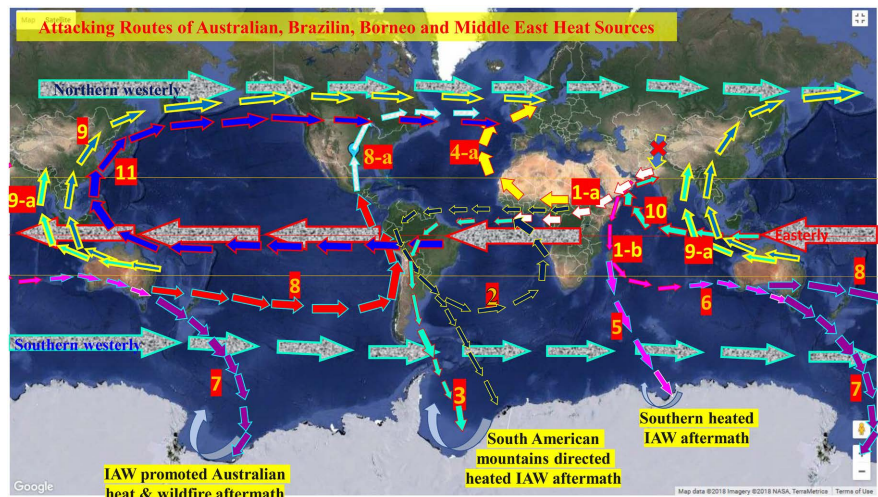 Map Satellite
Attacking Routes of Australian, Brazilin, Borneo and Middle East Heat Sources
Northern westerly
9
11
9-a
8-a
4-a
1-a
10
Easterly
1-b
9-a
8
2
6
8
5
Southern westerly
7
3
7
Southern heated
IAW aftermath
South American
mountains directed
heated IAW aftermath
IAW promoted Australian
heat & wildfire aftermath
Google
Map data ©2018 Imagery ©2018 NASA, TerraMetrics
Terms of Use